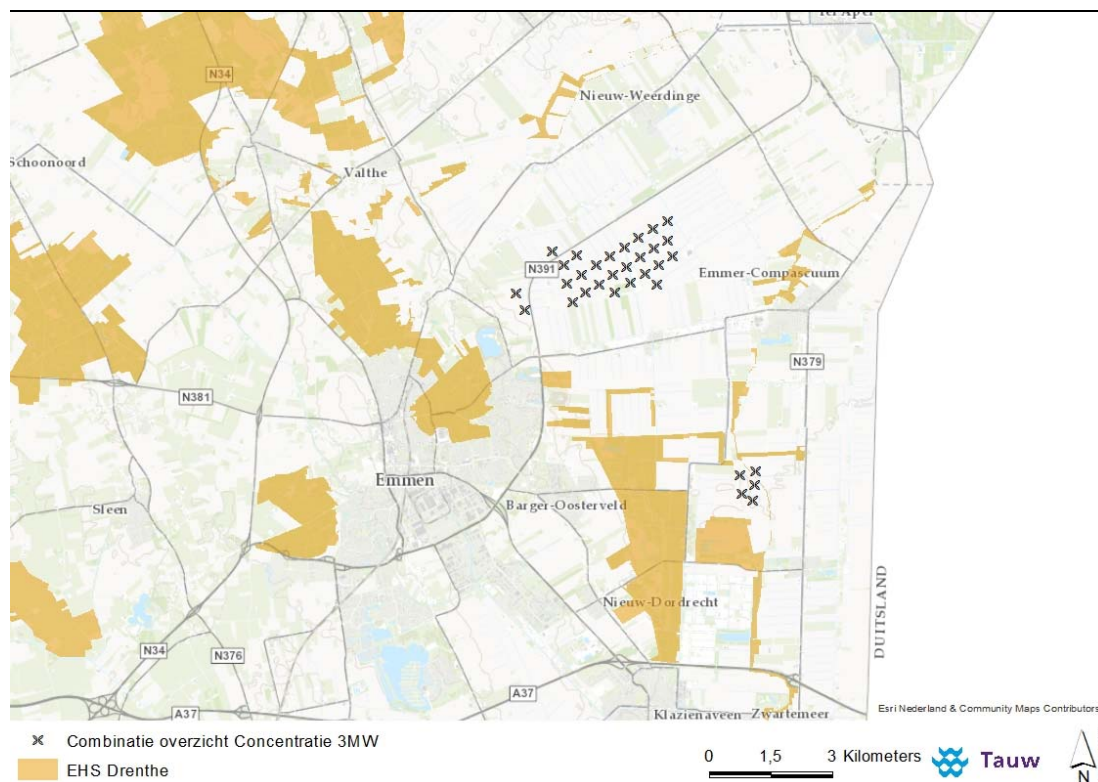 Ter Apel
N34
Nieuw-Weerdinge
Schoonoord
Valthe
N391
Emmer-Compascuum
N379
N381
Emmen
Sleen
Barger-Oosterveld
Nieuw-Dordrecht
DUITSLAND
N34
N376
A37
A37
Klazienaveen
Zwartemeer
Esri Nederland & Community Maps Contributors
Combinatie overzicht Concentratie 3MW
EHS Drenthe
0 1,5 3 Kilometers
Tauw
N